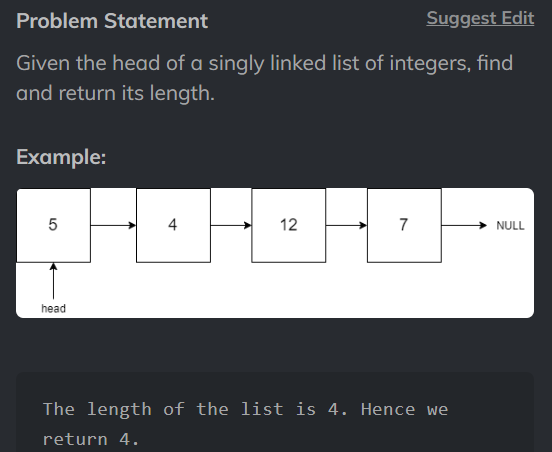 Problem Statement
Suggest Edit
Given the head of a singly linked list of integers, find
and return its length.
Example:
5 4 12 7 NULL
head
The length of the list is 4. Hence we
return 4.